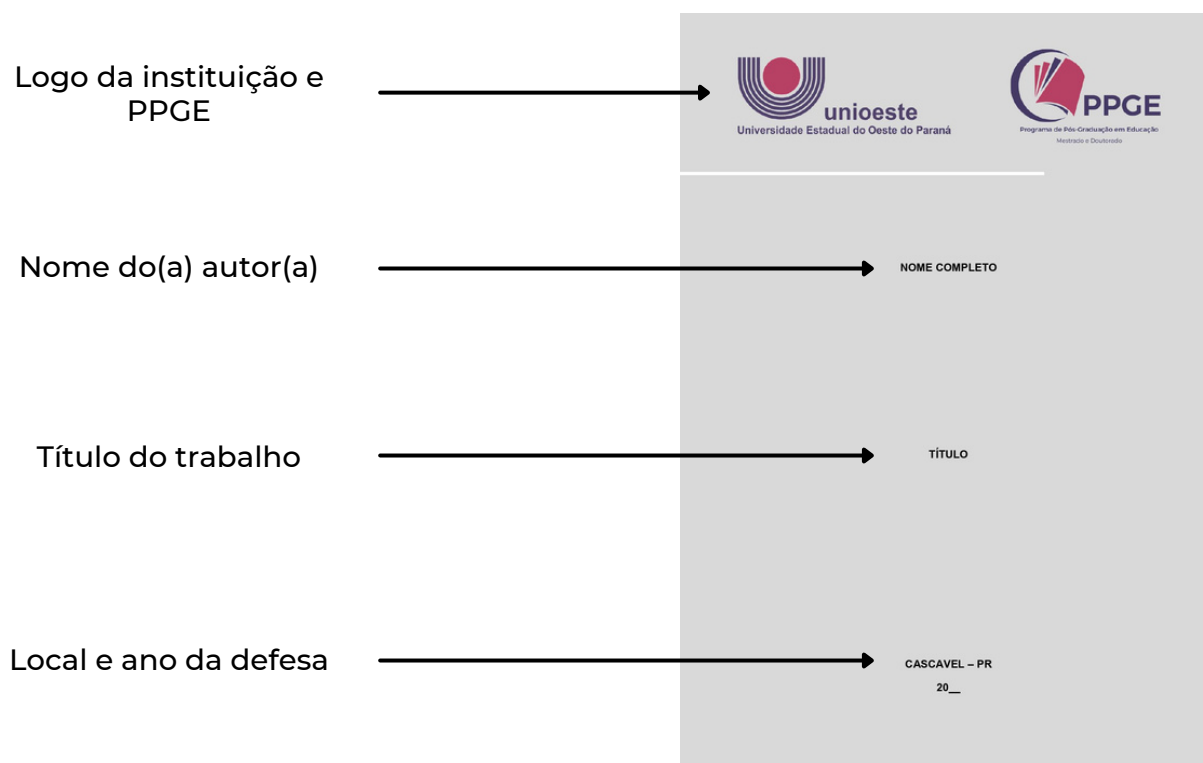 Logo da instituição e
PPGE
unioeste
Universidade Estadual do Oeste do Paraná
PPGE
Programa de Pós-Graduação em Educação
Mestrado e Doutorado
Nome do(a) autor(a)
NOME COMPLETO
Título do trabalho
TÍTULO
Local e ano da defesa
CASCAVEL – PR
20__